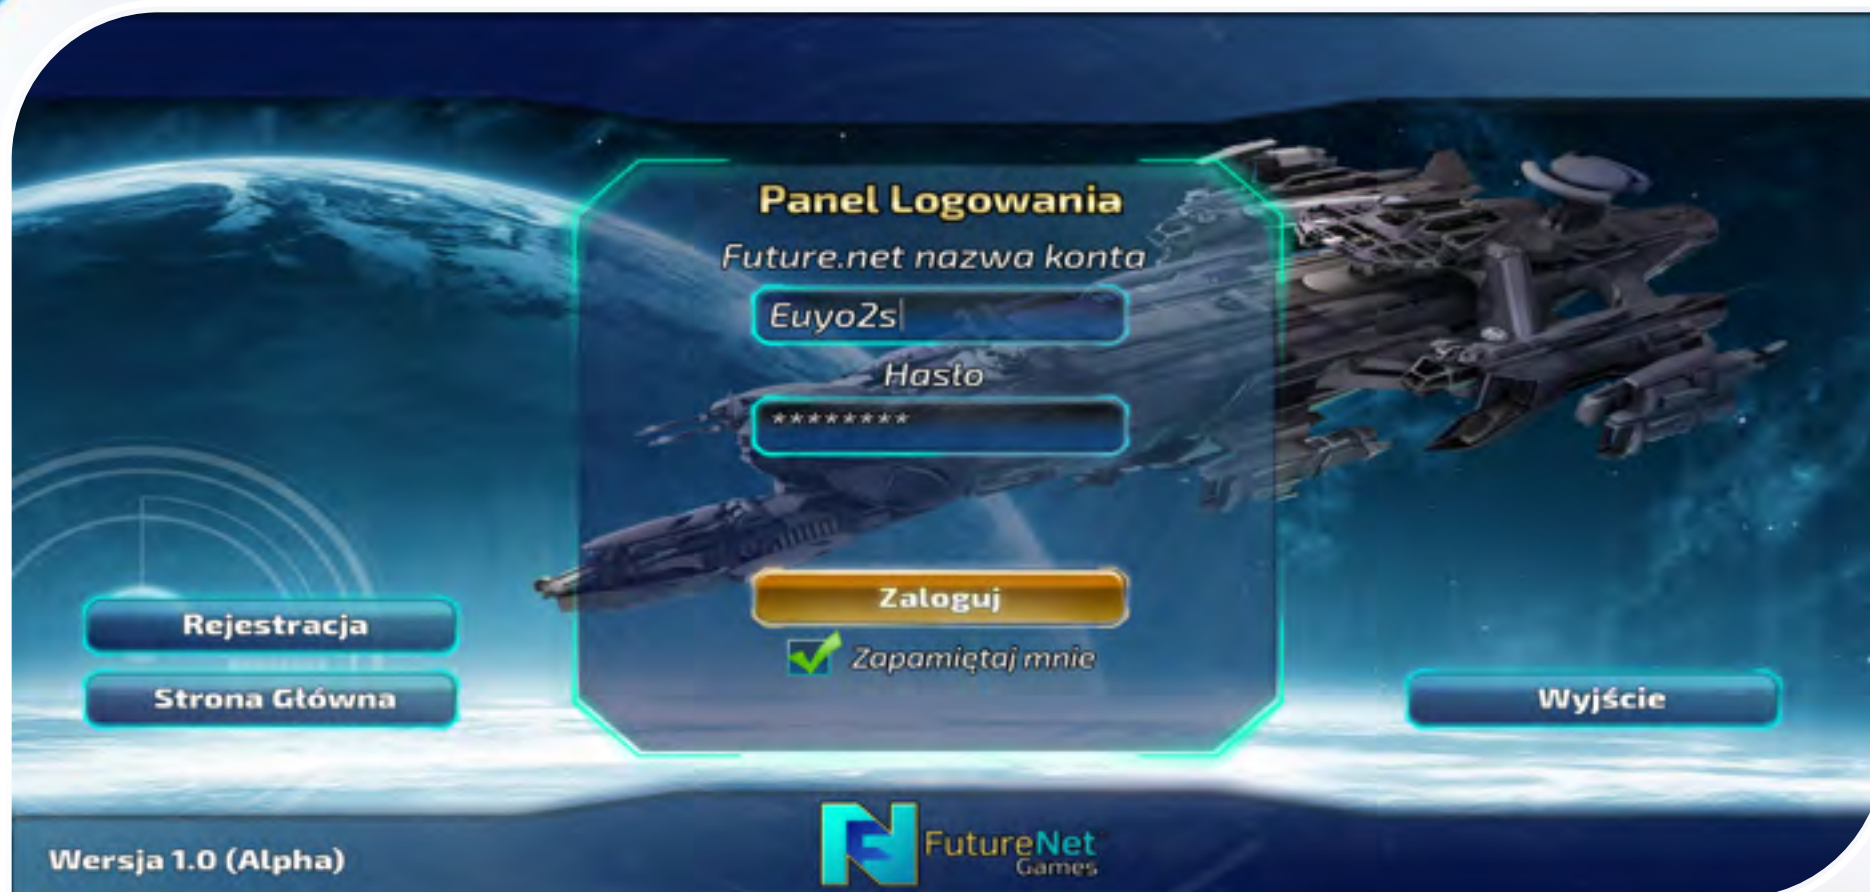 Panel Logowania
Future.net nazwa konta
Euyo2s
Hasło
********
Zaloguj
Zapamiętaj mnie
Rejestracja
Strona Główna
Wyjście
Wersja 1.0 (Alpha)
FutureNet
Games